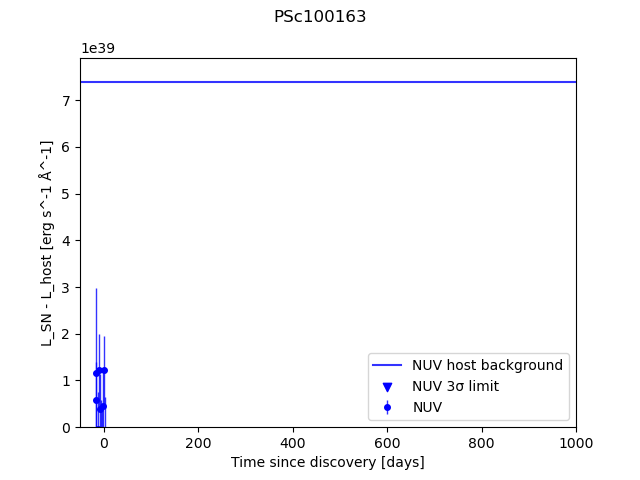 PSc100163
1e39
7
6
5
4
3
2
1
0
L_SN - L_host [erg s^-1 Å^-1]
NUV host background
NUV 3σ limit
NUV
0 200 400 600 800 1000
Time since discovery [days]